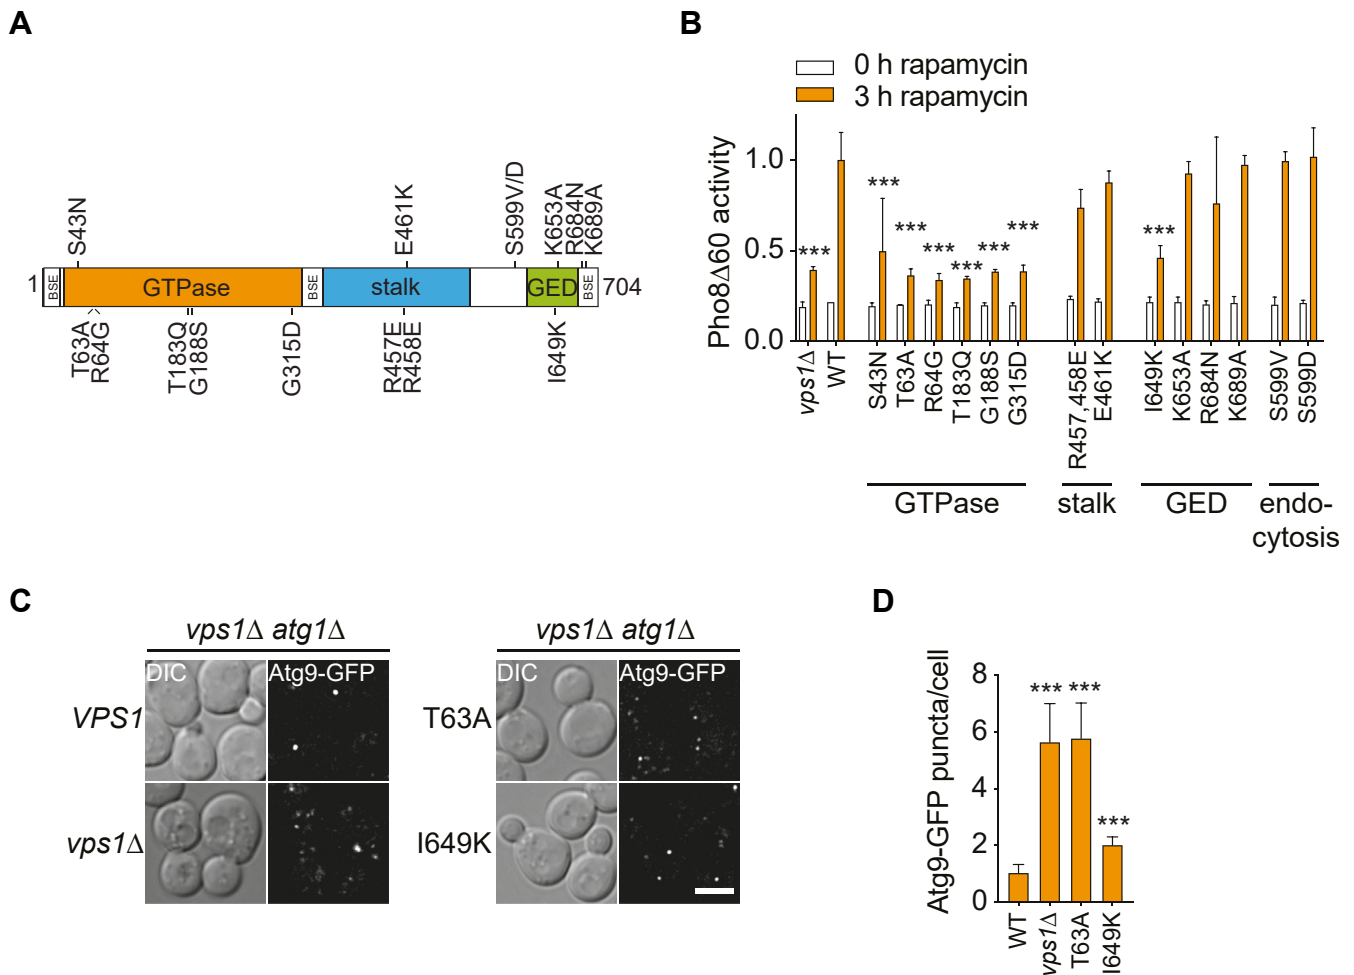 A
S43N
E461K
S599V/D
K653A
R684N
K689A
1
BSE
GTPase
BSE
stalk
GED
BSE
704
T63A
R64G
T183Q
G188S
G315D
R457E
R458E
I649K
B
0 h rapamycin
3 h rapamycin
Pho8Δ60 activity
1.0
0.5
0.0
***
***
***
***
***
***
***
***
vps1Δ
WT
S43N
T63A
R64G
T183Q
G188S
G315D
R457,458E
E461K
I649K
K653A
R684N
K689A
S599V
S599D
GTPase
stalk
GED
endo-
cytosis
C
vps1Δ atg1Δ
vps1Δ atg1Δ
DIC
Atg9-GFP
DIC
Atg9-GFP
VPS1
T63A
vps1Δ
I649K
D
Atg9-GFP puncta/cell
8
6
4
2
0
***
***
***
WT
vps1Δ
T63A
I649K